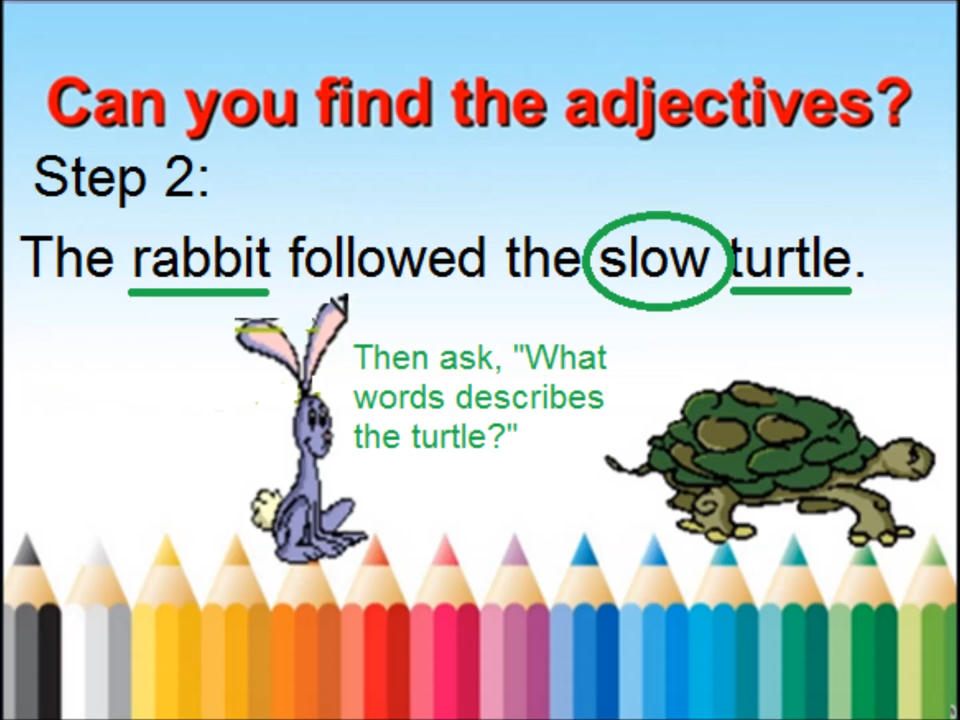 Can you find the adjectives?
Step 2:
The rabbit followed the slow turtle.
Then ask, "What
words describes
the turtle?"